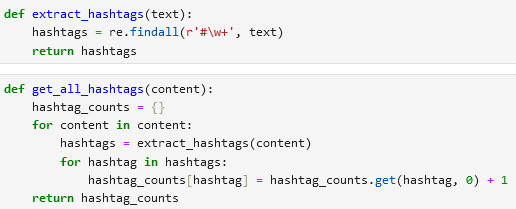 def extract_hashtags(text):
    hashtags = re.findall(r'#\w+', text)
    return hashtags
def get_all_hashtags(content):
    hashtag_counts = {}
    for content in content:
        hashtags = extract_hashtags(content)
        for hashtag in hashtags:
            hashtag_counts[hashtag] = hashtag_counts.get(hashtag, 0) + 1
    return hashtag_counts